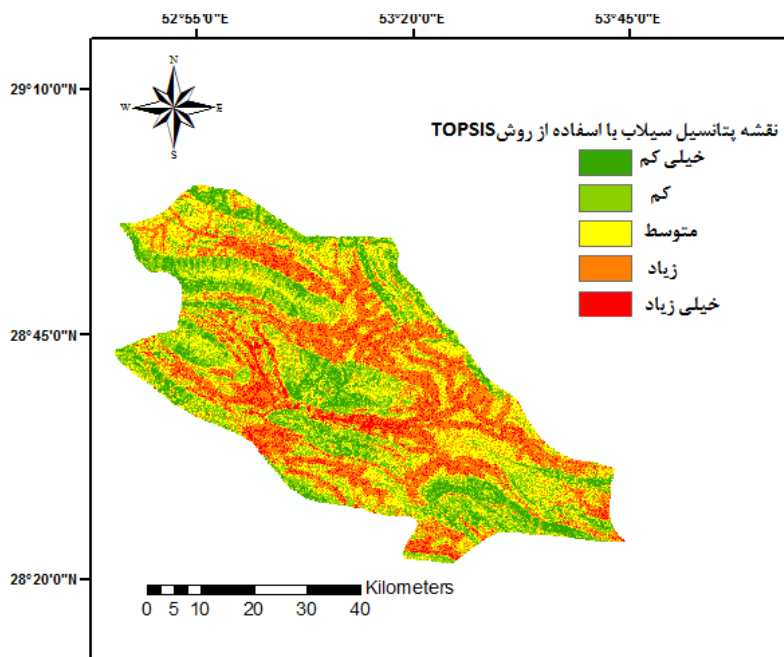 52°55'0"E 53°20'0"E 53°45'0"E
29°10'0"N
N
W E
S
نقشه پتانسیل سیلاب با اسفاده از روشTOPSIS
خیلی کم
کم
متوسط
زیاد
خیلی زیاد
28°45'0"N
28°20'0"N
Kilometers
0 5 10 20 30 40